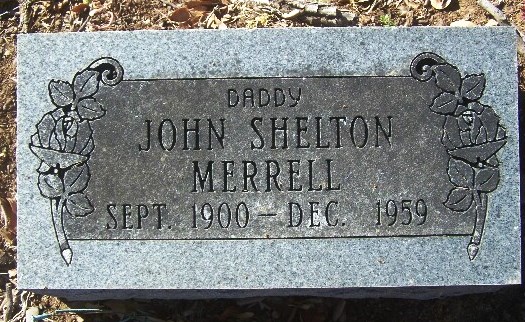 DADDY
JOHN SHELTON
MERRELL
SEPT. 1900 – DEC. 1959